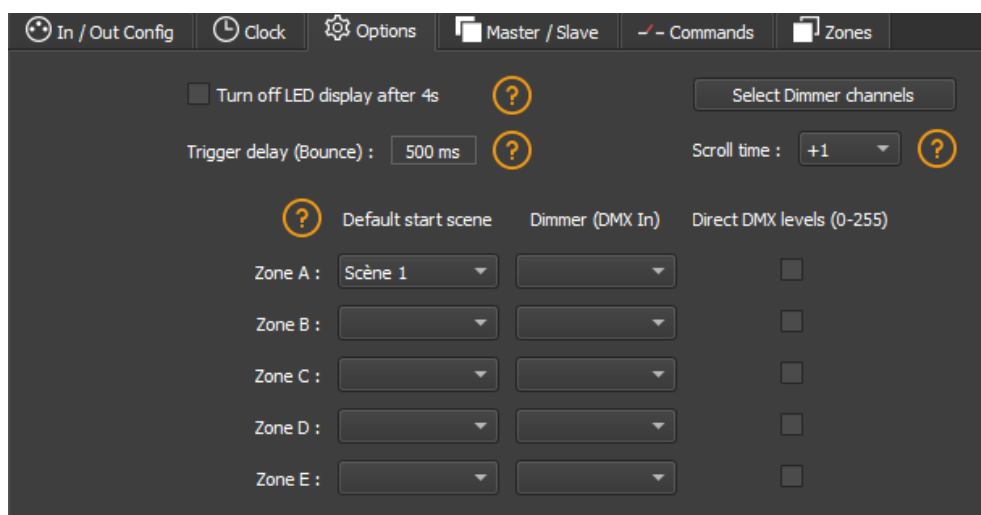 In / Out Config Clock Options Master / Slave Commands Zones
Turn off LED display after 4s ? Select Dimmer channels
Trigger delay (Bounce) : 500 ms ? Scroll time : +1 ?
? Default start scene Dimmer (DMX In) Direct DMX levels (0-255)
Zone A : Scène 1
Zone B :
Zone C :
Zone D :
Zone E :